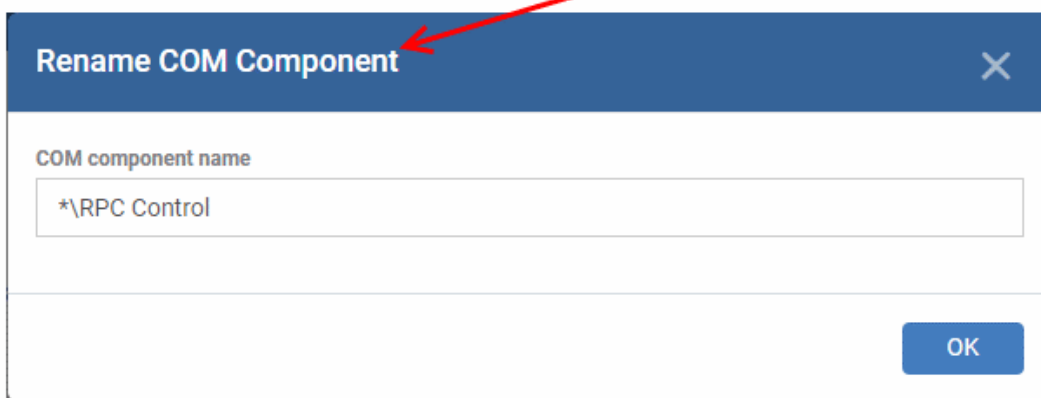 Rename COM Component
COM component name
*\RPC Control
OK